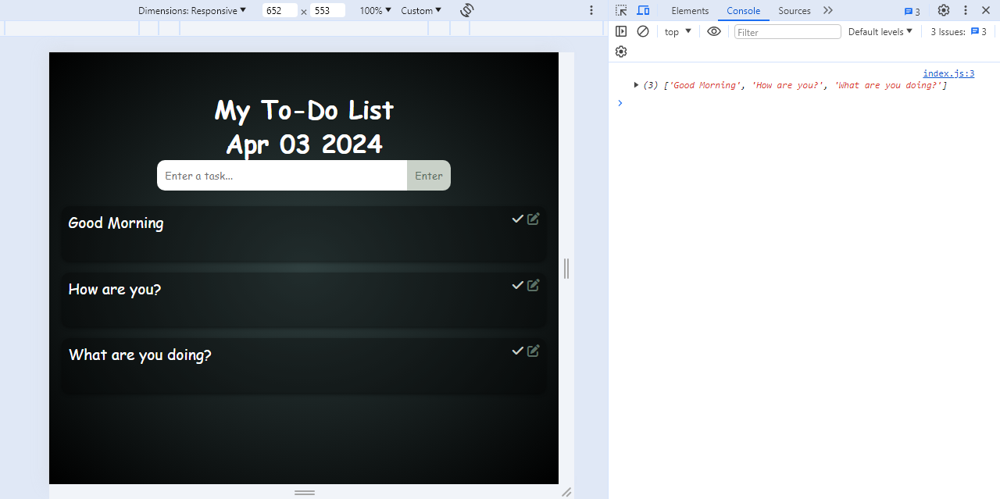 Dimensions: Responsive 652 × 553 100% Custom
My To-Do List
Apr 03 2024
Enter a task... Enter
Good Morning
How are you?
What are you doing?
Elements Console Sources 3
top Filter Default levels 3 Issues: 3
index.js:3
(3) ['Good Morning', 'How are you?', 'What are you doing?']